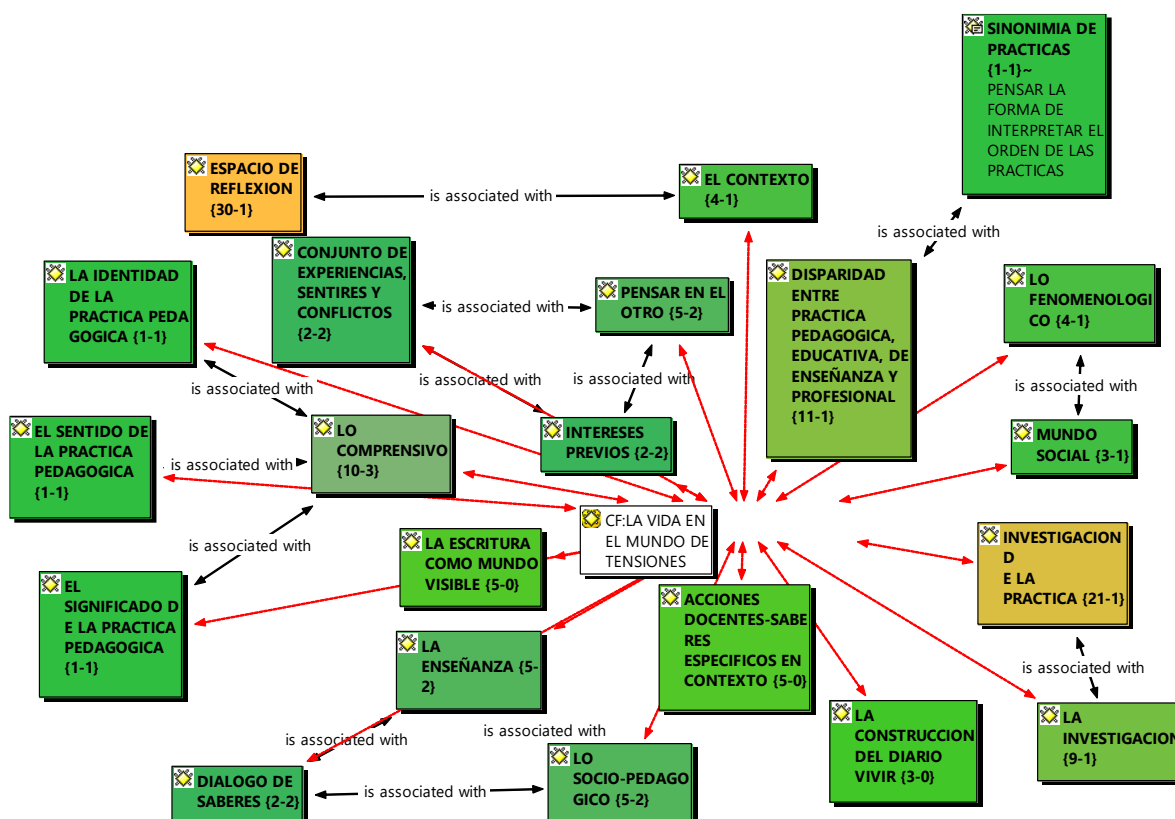 SINONIMIA DE
PRACTICAS
{1-1}~
PENSAR LA
FORMA DE
INTERPRETAR EL
ORDEN DE LAS
PRACTICAS
ESPACIO DE
REFLEXION
{30-1}
is associated with
EL CONTEXTO
{4-1}
is associated with
CONJUNTO DE
EXPERIENCIAS,
SENTIRES Y
CONFLICTOS
{2-2}
LA IDENTIDAD
DE LA
PRACTICA PEDA
GOGICA {1-1}
is associated with
PENSAR EN EL
OTRO {5-2}
DISPARIDAD
ENTRE
PRACTICA
PEDAGOGICA,
EDUCATIVA, DE
ENSEÑANZA Y
PROFESIONAL
{11-1}
LO
FENOMENOLOGI
CO {4-1}
is associated with
is associated with
is associated with
is associated with
EL SENTIDO DE
LA PRACTICA
PEDAGOGICA
{1-1}
is associated with
LO
COMPRENSIVO
{10-3}
INTERESES
PREVIOS {2-2}
MUNDO
SOCIAL {3-1}
CF:LA VIDA EN
EL MUNDO DE
TENSIONES
is associated with
LA ESCRITURA
COMO MUNDO
VISIBLE {5-0}
INVESTIGACION
D
E LA
PRACTICA {21-1}
EL
SIGNIFICADO D
E LA PRACTICA
PEDAGOGICA
{1-1}
ACCIONES
DOCENTES-SABE
RES
ESPECIFICOS EN
CONTEXTO {5-0}
LA
ENSEÑANZA {5-
2}
is associated with
is associated with
is associated with
LA
CONSTRUCCION
DEL DIARIO
VIVIR {3-0}
LA
INVESTIGACION
{9-1}
LO
SOCIO-PEDAGO
GICO {5-2}
DIALOGO DE
SABERES {2-2}
is associated with